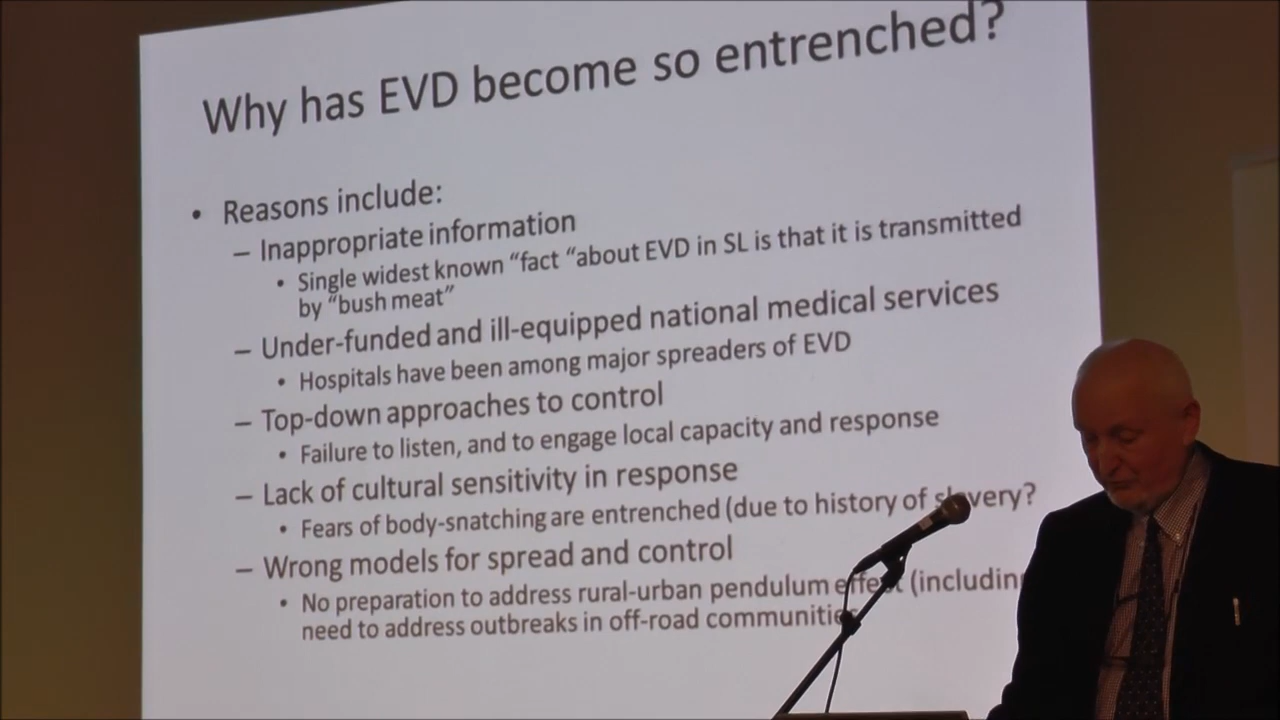 Why has EVD become so entrenched?
• Reasons include:
– Inappropriate information
• Single widest known “fact “about EVD in SL is that it is transmitted
by “bush meat”
– Under-funded and ill-equipped national medical services
• Hospitals have been among major spreaders of EVD
– Top-down approaches to control
• Failure to listen, and to engage local capacity and response
– Lack of cultural sensitivity in response
• Fears of body-snatching are entrenched (due to history of slavery?
– Wrong models for spread and control
• No preparation to address rural-urban pendulum effect (including
need to address outbreaks in off-road communities